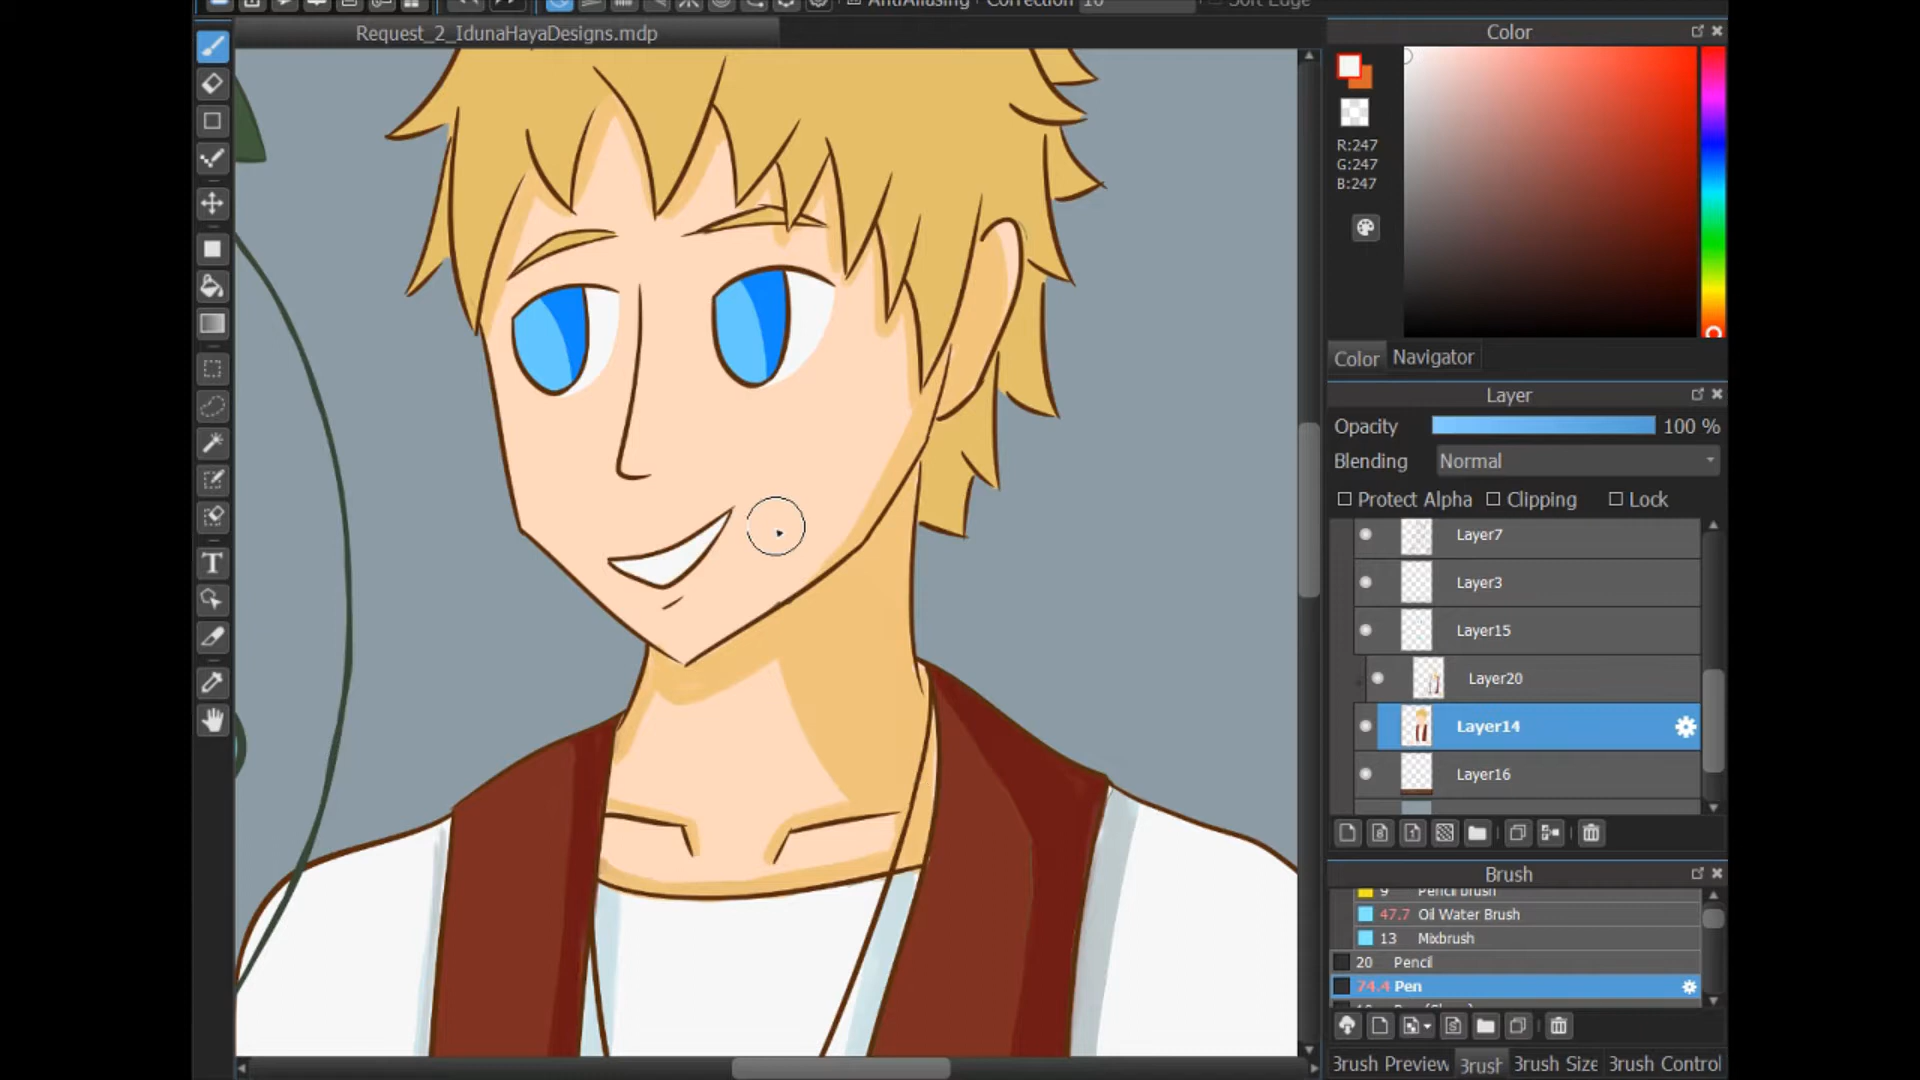 AntiAliasing Correction 10 Soft Edge
Request_2_IdunaHayaDesigns.mdp
Color
R:247
G:247
B:247
Color Navigator
Layer
Opacity 100 %
Blending Normal
Protect Alpha Clipping Lock
Layer7
Layer3
Layer15
Layer20
Layer14
Layer16
Brush
9 Pencil brush
47.7 Oil Water Brush
13 Mixbrush
20 Pencil
74.4 Pen
Brush Preview Brush Size Brush Control